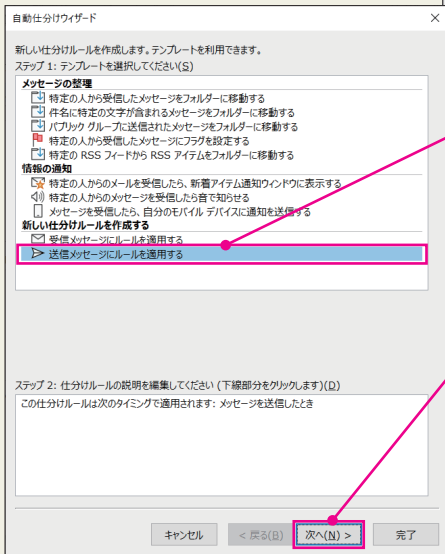 自動仕分けウィザード
新しい仕分けルールを作成します。テンプレートを利用できます。
ステップ 1: テンプレートを選択してください(S)
メッセージの整理
特定の人から受信したメッセージをフォルダーに移動する
件名に特定の文字が含まれるメッセージをフォルダーに移動する
パブリック グループに送信されたメッセージをフォルダーに移動する
特定の人から受信したメッセージにフラグを設定する
特定の RSS フィードから RSS アイテムをフォルダーに移動する
情報の通知
特定の人からのメールを受信したら、新着アイテム通知ウィンドウに表示する
特定の人からのメッセージを受信したら音で知らせる
メッセージを受信したら、自分のモバイル デバイスに通知を送信する
新しい仕分けルールを作成する
受信メッセージにルールを適用する
送信メッセージにルールを適用する
ステップ 2: 仕分けルールの説明を編集してください (下線部分をクリックします)(D)
この仕分けルールは次のタイミングで適用されます: メッセージを送信したとき
キャンセル < 戻る(B) 次へ(N) > 完了